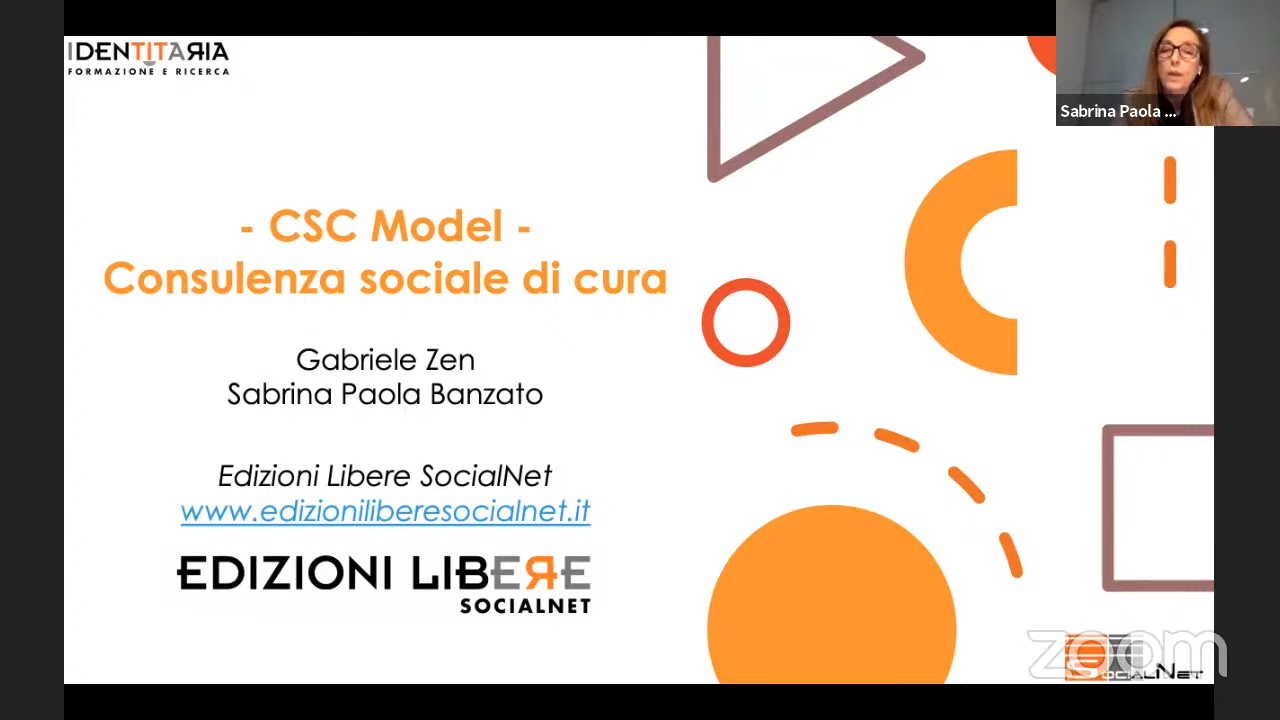 IDENTITARIA
FORMAZIONE E RICERCA
Sabrina Paola ...
- CSC Model -
Consulenza sociale di cura
Gabriele Zen
Sabrina Paola Banzato
Edizioni Libere SocialNet
www.edizioniliberesocialnet.it
EDIZIONI LIBERE
SOCIALNET
zoom
SOCIALNET